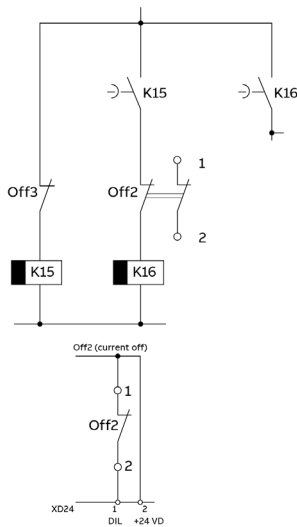 K15
K16
1
Off3
Off2
2
K15
K16
Off2 (current off)
1
Off2
2
XD24
1
2
DIL
+24 VD